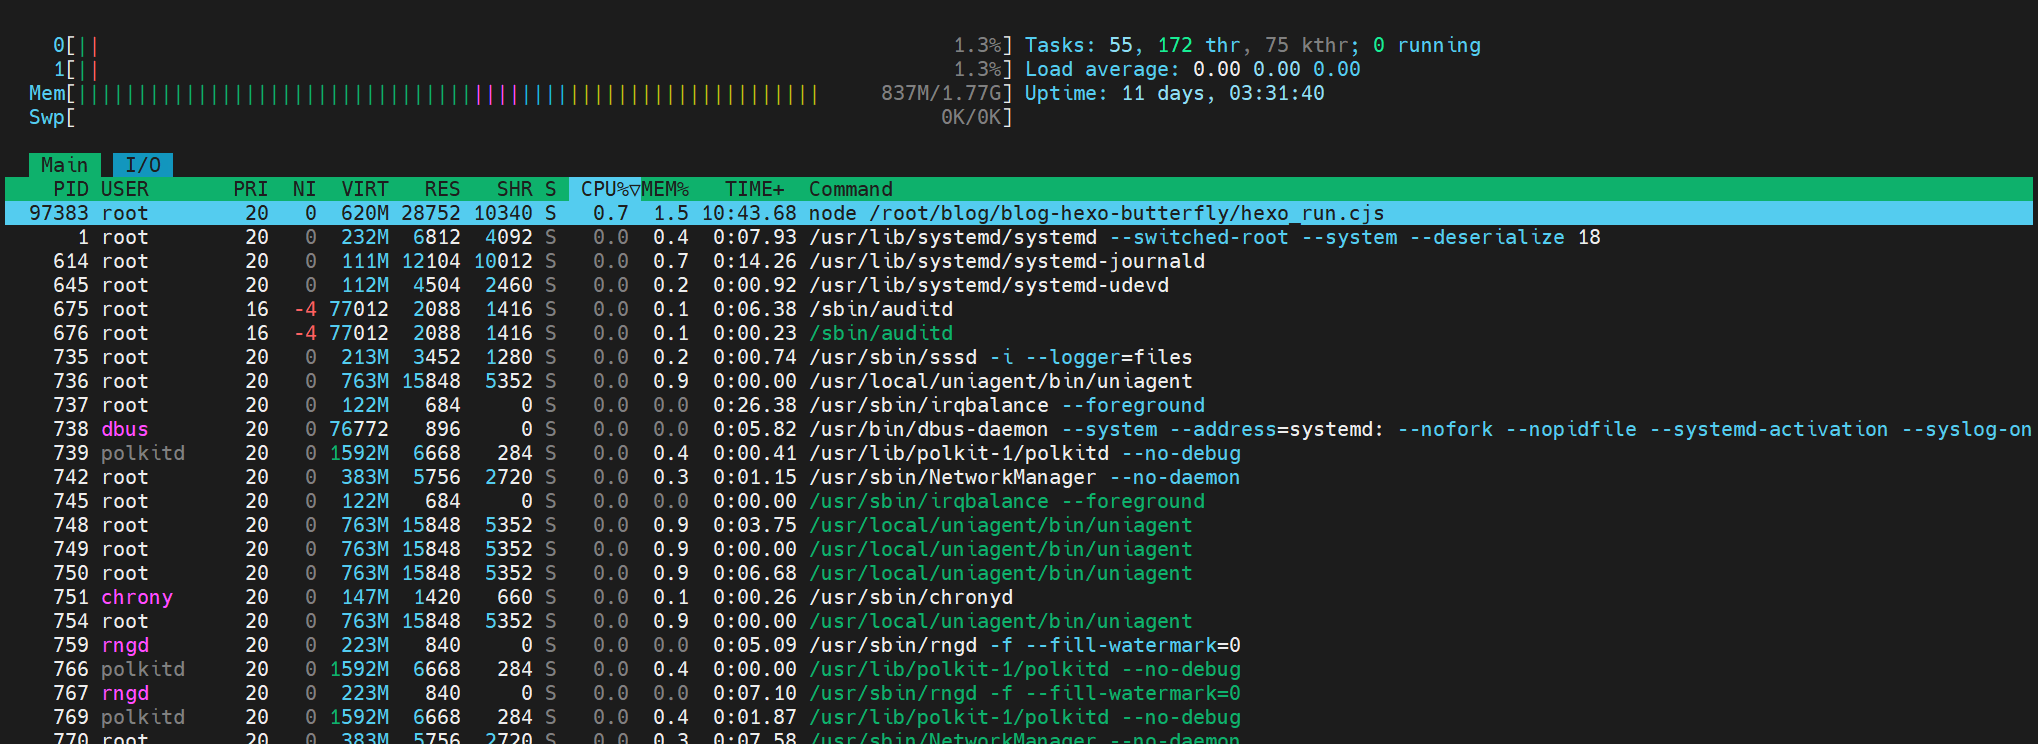 0[|| 1.3%] Tasks: 55, 172 thr, 75 kthr; 0 running
1[|| 1.3%] Load average: 0.00 0.00 0.00
Mem[|||||||||||||||||||||||||||||||||||||||||||||||||||||||||||||| 837M/1.77G] Uptime: 11 days, 03:31:40
Swp[ 0K/0K]
Main I/O
PID USER PRI NI VIRT RES SHR S CPU%▽MEM% TIME+ Command
97383 root 20 0 620M 28752 10340 S 0.7 1.5 10:43.68 node /root/blog/blog-hexo-butterfly/hexo_run.cjs
1 root 20 0 232M 6812 4092 S 0.0 0.4 0:07.93 /usr/lib/systemd/systemd --switched-root --system --deserialize 18
614 root 20 0 111M 12104 10012 S 0.0 0.7 0:14.26 /usr/lib/systemd/systemd-journald
645 root 20 0 112M 4504 2460 S 0.0 0.2 0:00.92 /usr/lib/systemd/systemd-udevd
675 root 16 -4 77012 2088 1416 S 0.0 0.1 0:06.38 /sbin/auditd
676 root 16 -4 77012 2088 1416 S 0.0 0.1 0:00.23 /sbin/auditd
735 root 20 0 213M 3452 1280 S 0.0 0.2 0:00.74 /usr/sbin/sssd -i --logger=files
736 root 20 0 763M 15848 5352 S 0.0 0.9 0:00.00 /usr/local/uniagent/bin/uniagent
737 root 20 0 122M 684 0 S 0.0 0.0 0:26.38 /usr/sbin/irqbalance --foreground
738 dbus 20 0 76772 896 0 S 0.0 0.0 0:05.82 /usr/bin/dbus-daemon --system --address=systemd: --nofork --nopidfile --systemd-activation --syslog-on
739 polkitd 20 0 1592M 6668 284 S 0.0 0.4 0:00.41 /usr/lib/polkit-1/polkitd --no-debug
742 root 20 0 383M 5756 2720 S 0.0 0.3 0:01.15 /usr/sbin/NetworkManager --no-daemon
745 root 20 0 122M 684 0 S 0.0 0.0 0:00.00 /usr/sbin/irqbalance --foreground
748 root 20 0 763M 15848 5352 S 0.0 0.9 0:03.75 /usr/local/uniagent/bin/uniagent
749 root 20 0 763M 15848 5352 S 0.0 0.9 0:00.00 /usr/local/uniagent/bin/uniagent
750 root 20 0 763M 15848 5352 S 0.0 0.9 0:06.68 /usr/local/uniagent/bin/uniagent
751 chrony 20 0 147M 1420 660 S 0.0 0.1 0:00.26 /usr/sbin/chronyd
754 root 20 0 763M 15848 5352 S 0.0 0.9 0:00.00 /usr/local/uniagent/bin/uniagent
759 rngd 20 0 223M 840 0 S 0.0 0.0 0:05.09 /usr/sbin/rngd -f --fill-watermark=0
766 polkitd 20 0 1592M 6668 284 S 0.0 0.4 0:00.00 /usr/lib/polkit-1/polkitd --no-debug
767 rngd 20 0 223M 840 0 S 0.0 0.0 0:07.10 /usr/sbin/rngd -f --fill-watermark=0
769 polkitd 20 0 1592M 6668 284 S 0.0 0.4 0:01.87 /usr/lib/polkit-1/polkitd --no-debug
770 root 20 0 383M 5756 2720 S 0.0 0.3 0:07.58 /usr/sbin/NetworkManager --no-daemon